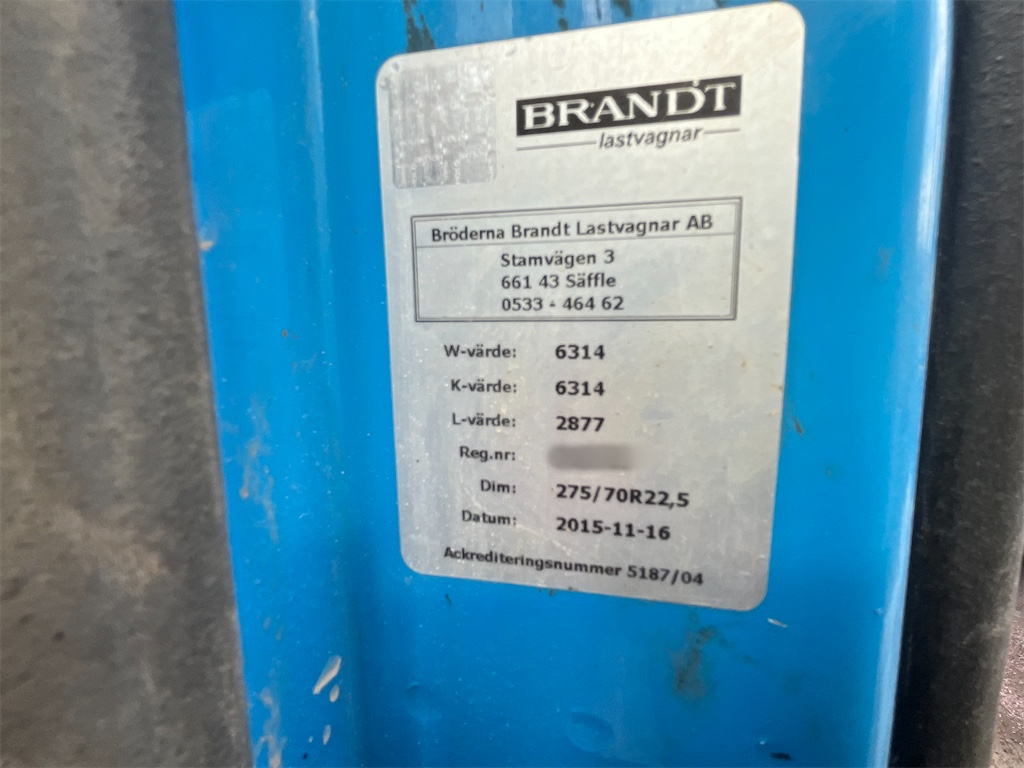 BRANDT
lastvagnar
Bröderna Brandt Lastvagnar AB
Stamvägen 3
661 43 Säffle
0533 - 464 62
W-värde: 6314
K-värde: 6314
L-värde: 2877
Reg.nr:
Dim: 275/70R22,5
Datum: 2015-11-16
Ackrediteringsnummer 5187/04